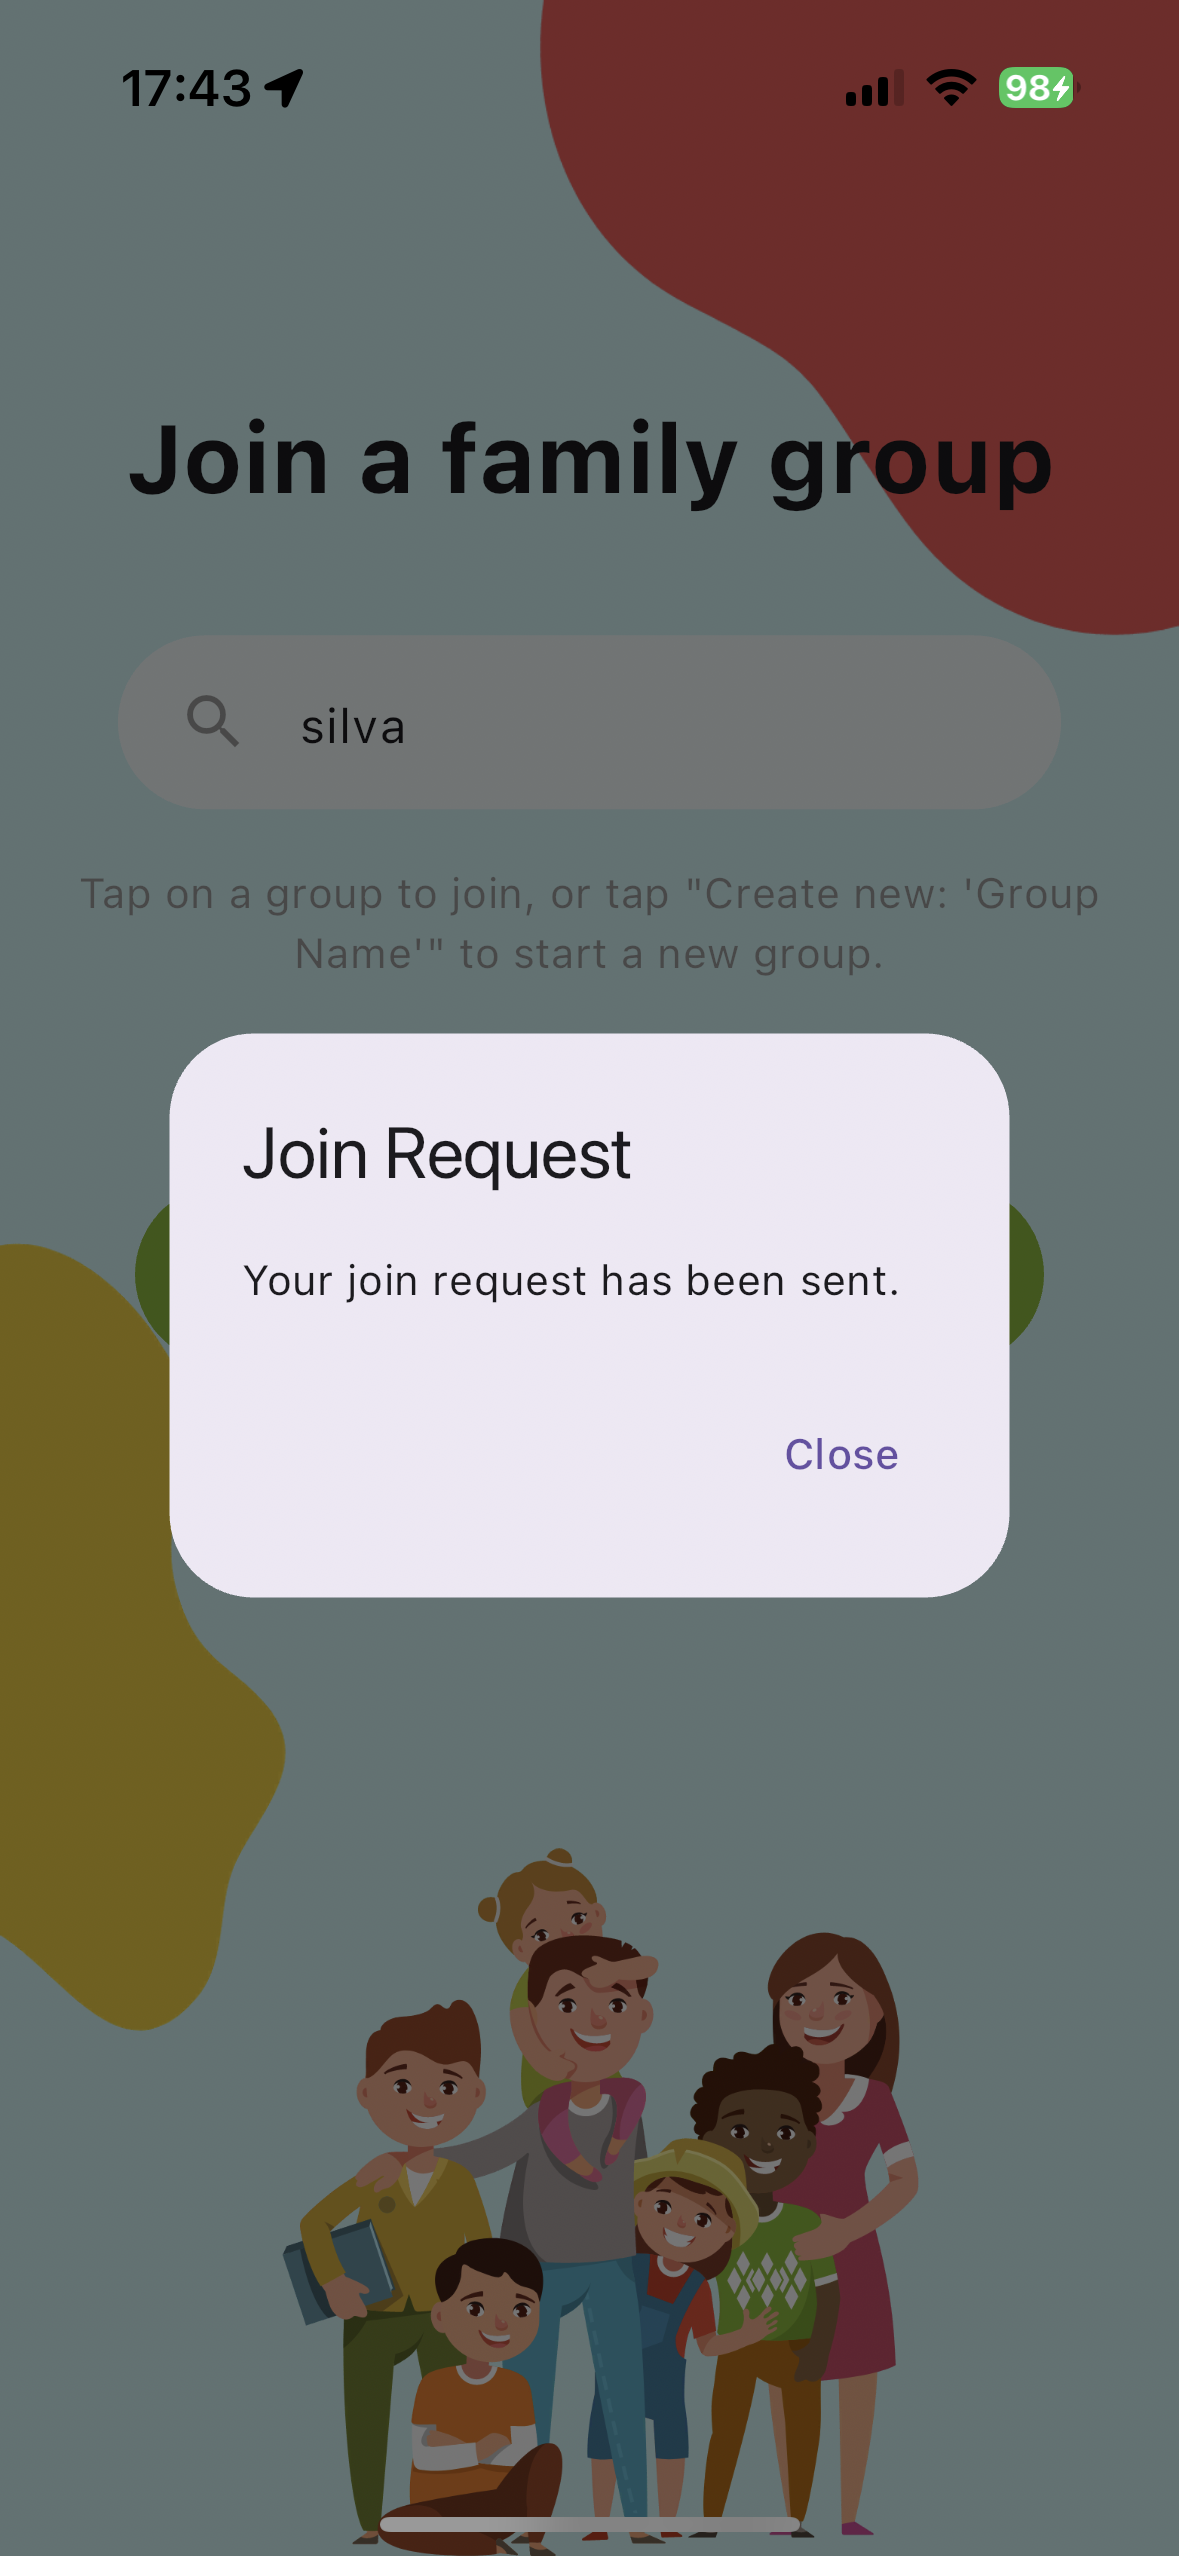 17:43
98
Join a family group
silva
Tap on a group to join, or tap "Create new: 'Group
Name'" to start a new group.
Join Request
Your join request has been sent.
Close